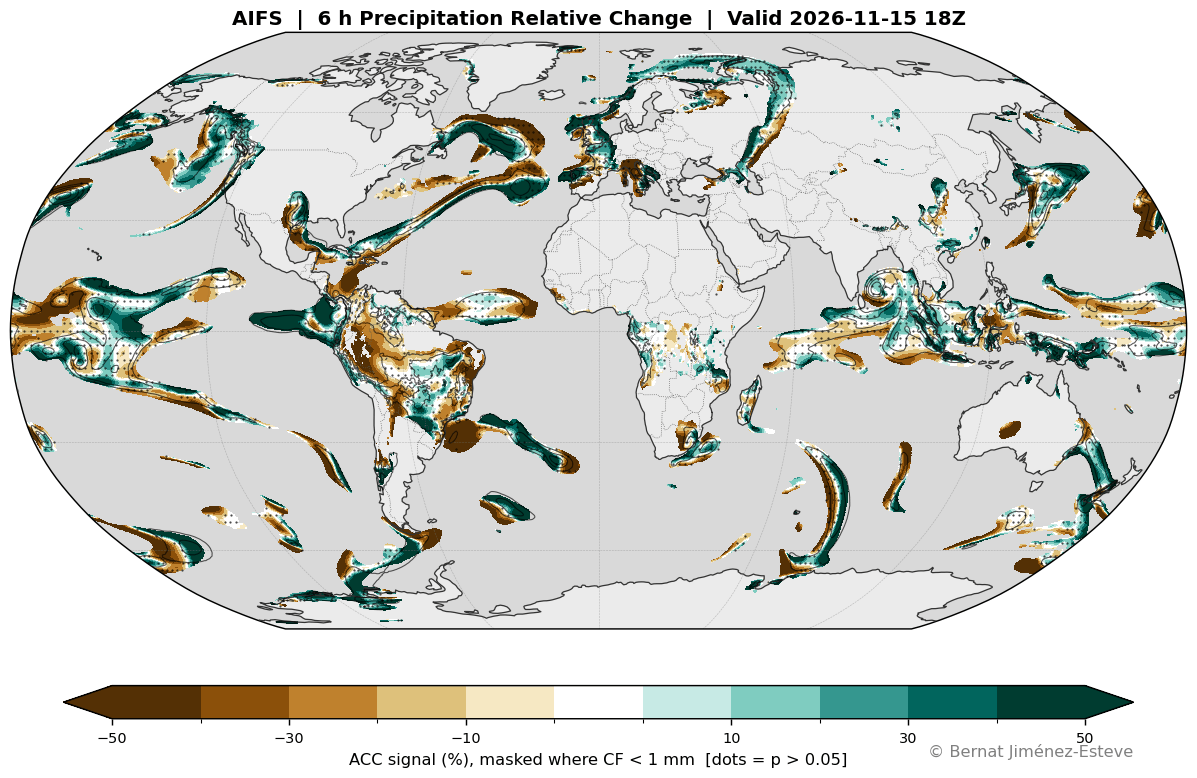 AIFS | 6 h Precipitation Relative Change | Valid 2026-11-15 18Z
−50 −30 −10 10 30 50
© Bernat Jiménez-Esteve
ACC signal (%), masked where CF < 1 mm [dots = p > 0.05]